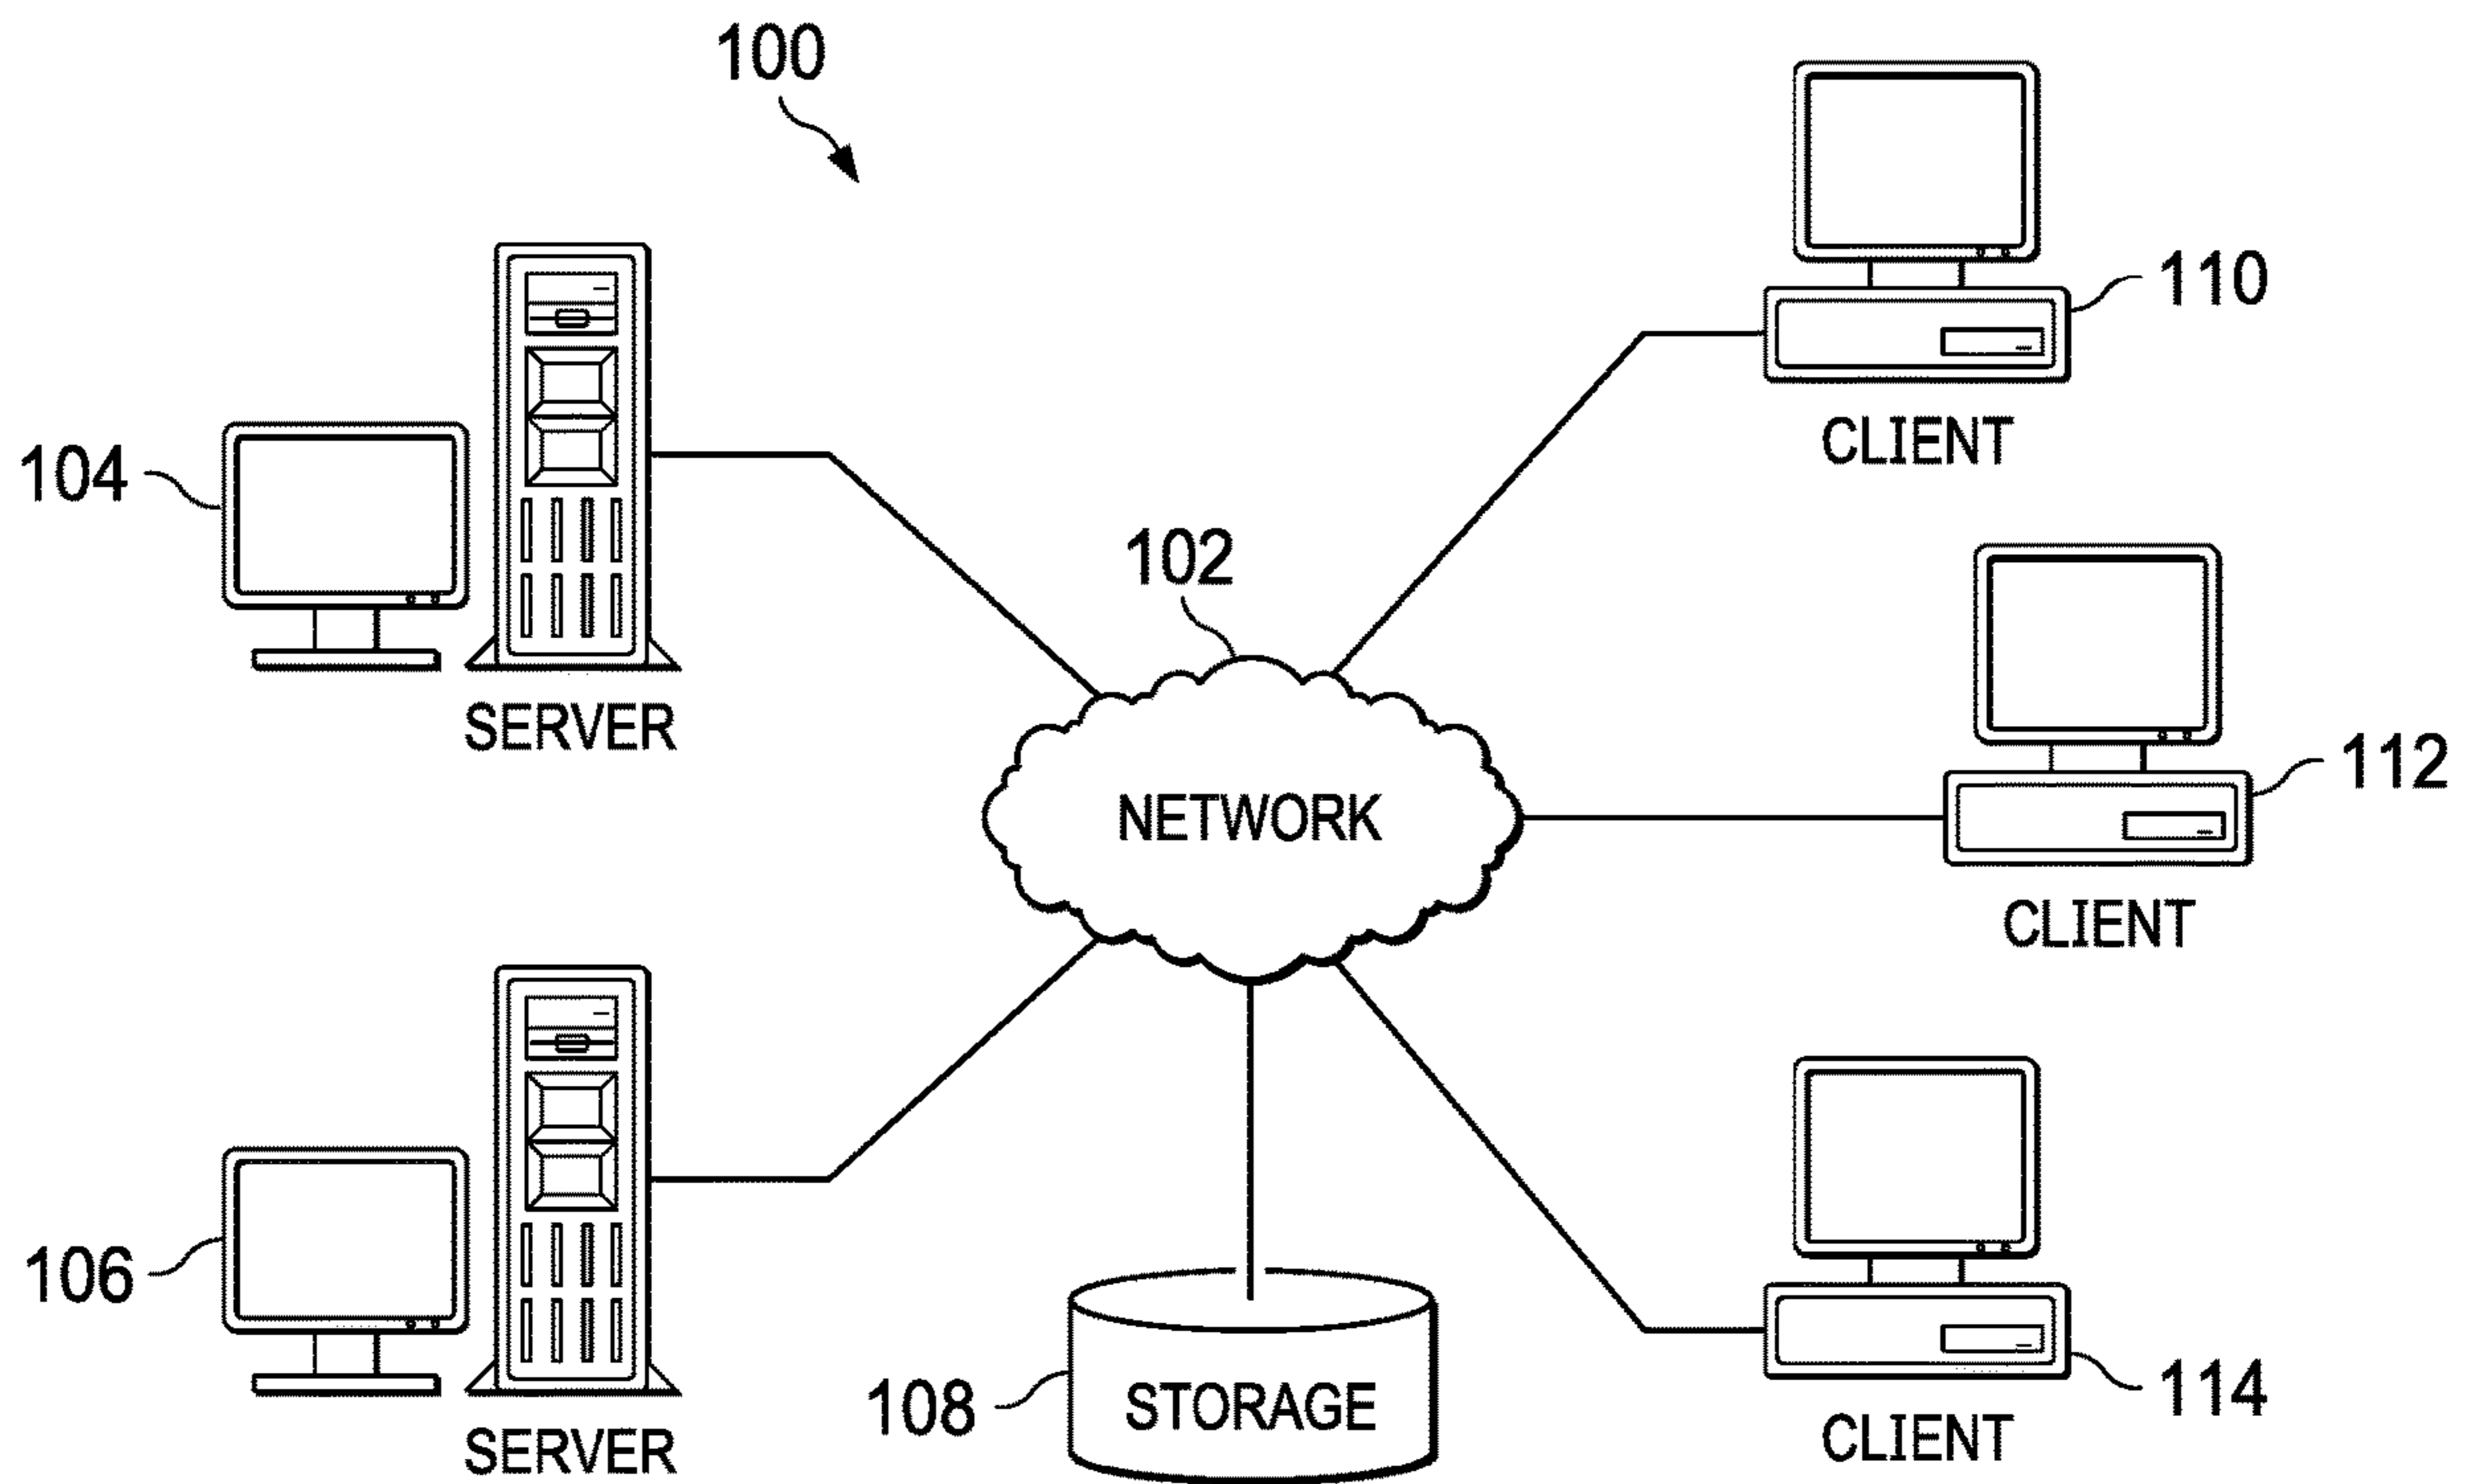 100
110
CLIENT
104
102
SERVER
112
NETWORK
CLIENT
106
108
STORAGE
114
SERVER
CLIENT